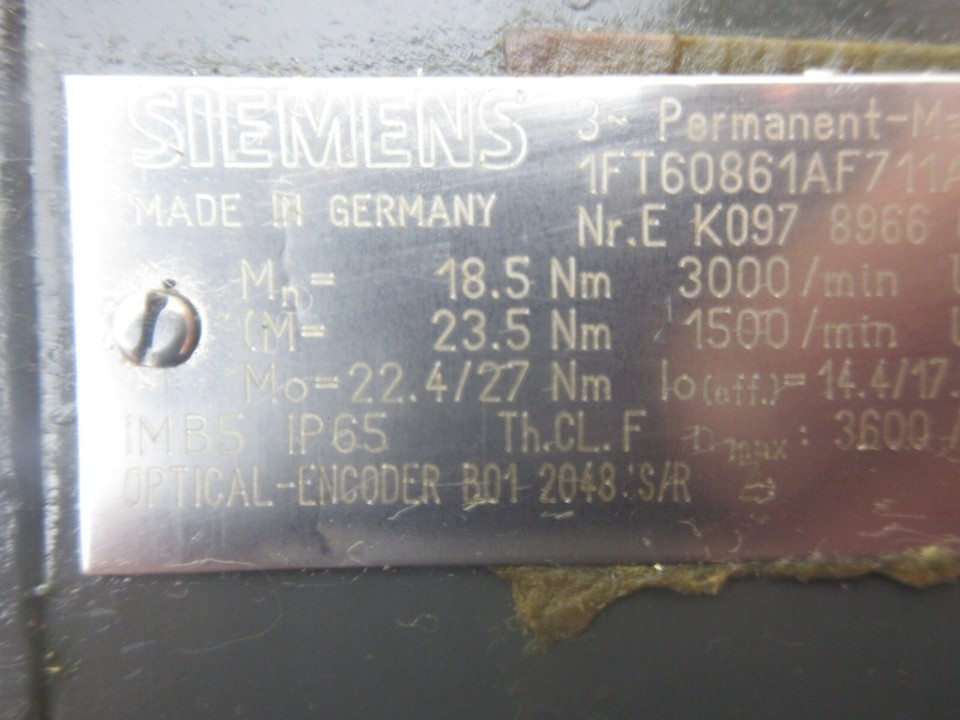 SIEMENS 3~ Permanent-M
1FT60861AF711A
MADE IN GERMANY
Nr.E K097 8966
Mn= 18.5 Nm 3000/min U
(M= 23.5 Nm 1500/min U
Mo=22.4/27 Nm Io(eff.)=14.4/17.
IMB5 IP65 Th.CL.F nmax: 3600/
OPTICAL-ENCODER B01 2048 S/R